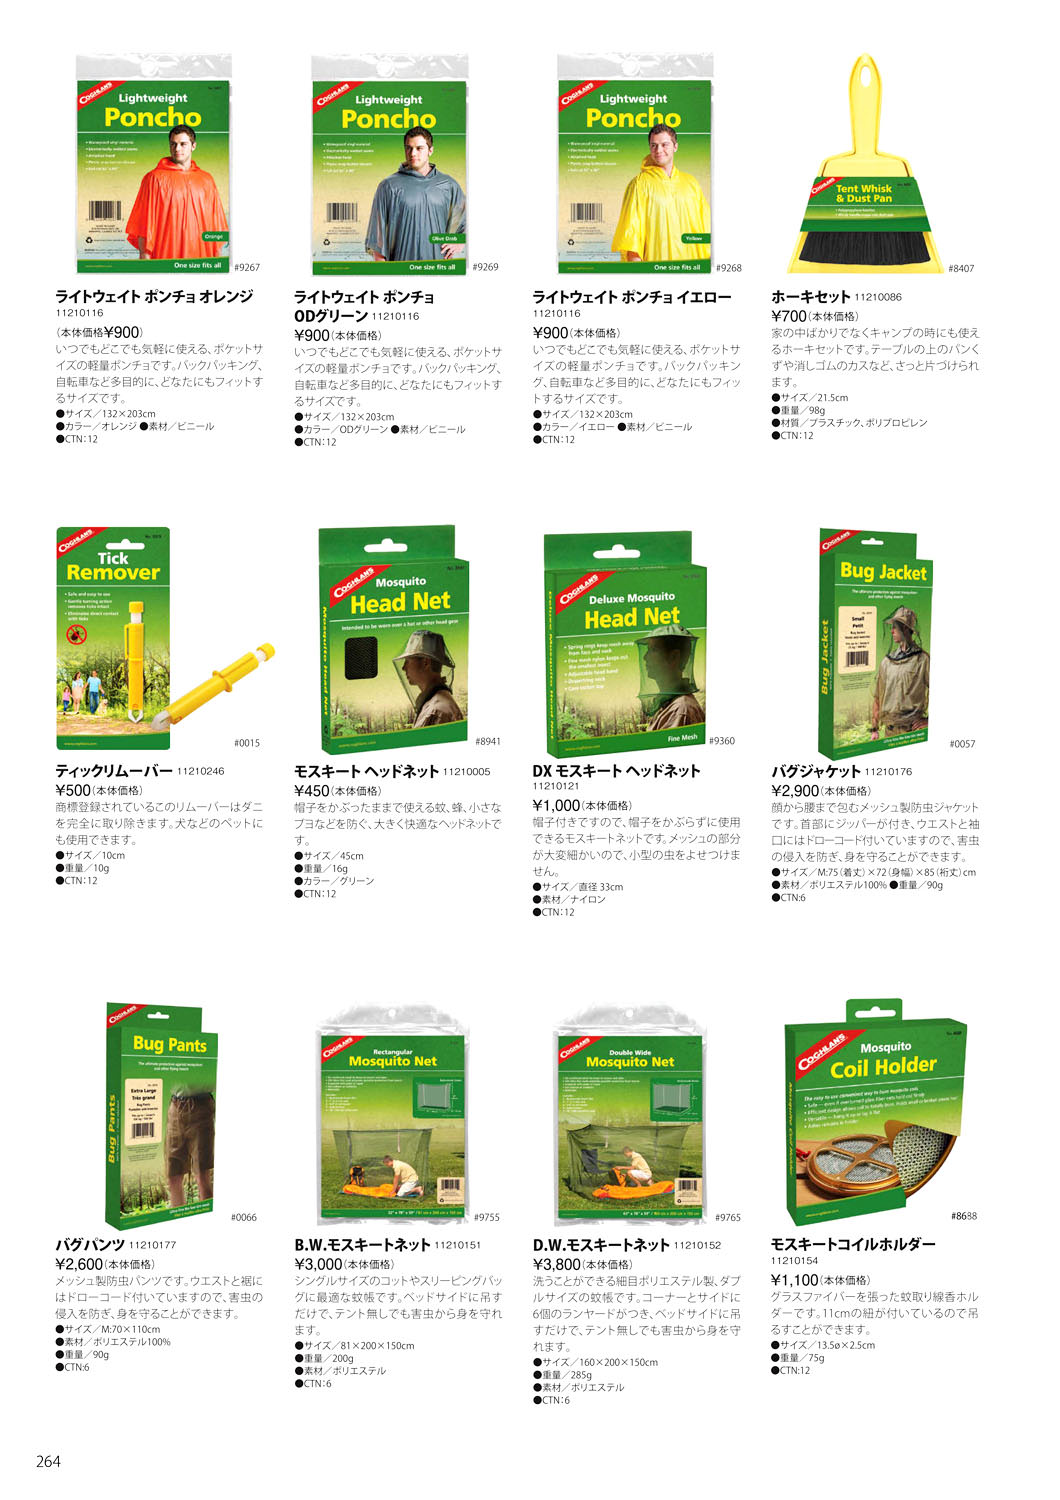 COGHLAN'S
Lightweight
Poncho
Orange
One size fits all
#9267
ライトウェイト ポンチョ オレンジ
11210116
(本体価格¥900)
いつでもどこでも気軽に使える、ポケットサ
イズの軽量ポンチョです。バックパッキング、
自転車など多目的に、どなたにもフィットす
るサイズです。
●サイズ/132×203cm
●カラー/オレンジ ●素材/ビニール
●CTN:12
COGHLAN'S
Lightweight
Poncho
Olive Drab
One size fits all
#9269
ライトウェイト ポンチョ
ODグリーン 11210116
¥900(本体価格)
いつでもどこでも気軽に使える、ポケットサ
イズの軽量ポンチョです。バックパッキング、
自転車など多目的に、どなたにもフィットす
るサイズです。
●サイズ/132×203cm
●カラー/ODグリーン ●素材/ビニール
●CTN:12
COGHLAN'S
Lightweight
Poncho
Yellow
One size fits all
#9268
ライトウェイト ポンチョ イエロー
11210116
¥900(本体価格)
いつでもどこでも気軽に使える、ポケットサ
イズの軽量ポンチョです。バックパッキン
グ、自転車など多目的に、どなたにもフィッ
トするサイズです。
●サイズ/132×203cm
●カラー/イエロー ●素材/ビニール
●CTN:12
COGHLAN'S
Tent Whisk
& Dust Pan
#8407
ホーキセット 11210086
¥700(本体価格)
家の中ばかりでなくキャンプの時にも使え
るホーキセットです。テーブルの上のパンく
ずや消しゴムのカスなど、さっと片づけられ
ます。
●サイズ/21.5cm
●重量/98g
●材質/プラスチック、ポリプロピレン
●CTN:12
COGHLAN'S
Tick
Remover
• Safe and easy to use
• Gently turning action
removes ticks intact
• Eliminates direct contact
with ticks
#0015
ティックリムーバー 11210246
¥500(本体価格)
商標登録されているこのリムーバーはダニ
を完全に取り除きます。犬などのペットに
も使用できます。
●サイズ/10cm
●重量/10g
●CTN:12
COGHLAN'S
Mosquito
Head Net
Intended to be worn over a hat or other head gear
Mosquito Head Net
#8941
モスキート ヘッドネット 11210005
¥450(本体価格)
帽子をかぶったままで使える蚊、蜂、小さな
ブヨなどを防ぐ、大きく快適なヘッドネットで
す。
●サイズ/45cm
●重量/16g
●カラー/グリーン
●CTN:12
COGHLAN'S
Deluxe Mosquito
Head Net
• Spring rings keep mesh away
from face and neck
• Fine mesh nylon keeps out
the smallest insect
• Adjustable head band
• Drawstring neck
Deluxe Mosquito Head Net
Fine Mesh
#9360
DX モスキート ヘッドネット
11210121
¥1,000(本体価格)
帽子付きですので、帽子をかぶらずに使用
できるモスキートネットです。メッシュの部分
が大変細かいので、小型の虫をよせつけま
せん。
●サイズ/直径 33cm
●素材/ナイロン
●CTN:12
COGHLAN'S
Bug Jacket
Small
Petit
Bug Jacket
#0057
バグジャケット 11210176
¥2,900(本体価格)
顔から腰まで包むメッシュ製防虫ジャケット
です。首部にジッパーが付き、ウエストと袖
口にはドローコード付いていますので、害虫
の侵入を防ぎ、身を守ることができます。
●サイズ/M:75(着丈)×72(身幅)×85(裄丈)cm
●素材/ポリエステル100% ●重量/90g
●CTN:6
COGHLAN'S
Bug Pants
Extra Large
Très grand
Bug Pants
#0066
バグパンツ 11210177
¥2,600(本体価格)
メッシュ製防虫パンツです。ウエストと裾に
はドローコード付いていますので、害虫の
侵入を防ぎ、身を守ることができます。
●サイズ/M:70×110cm
●素材/ポリエステル100%
●重量/90g
●CTN:6
COGHLAN'S
Rectangular
Mosquito Net
#9755
B.W.モスキートネット 11210151
¥3,000(本体価格)
シングルサイズのコットやスリーピングバッ
グに最適な蚊帳です。ベッドサイドに吊す
だけで、テント無しでも害虫から身を守れ
ます。
●サイズ/81×200×150cm
●重量/200g
●素材/ポリエステル
●CTN:6
COGHLAN'S
Double Wide
Mosquito Net
#9765
D.W.モスキートネット 11210152
¥3,800(本体価格)
洗うことができる細目ポリエステル製、ダブ
ルサイズの蚊帳です。コーナーとサイドに
6個のランヤードがつき、ベッドサイドに吊
すだけで、テント無しでも害虫から身を守
れます。
●サイズ/160×200×150cm
●重量/285g
●素材/ポリエステル
●CTN:6
COGHLAN'S
Mosquito
Coil Holder
#8688
モスキートコイルホルダー
11210154
¥1,100(本体価格)
グラスファイバーを張った蚊取り線香ホル
ダーです。11cmの紐が付いているので吊
るすことができます。
●サイズ/13.5ø×2.5cm
●重量/75g
●CTN:12
264